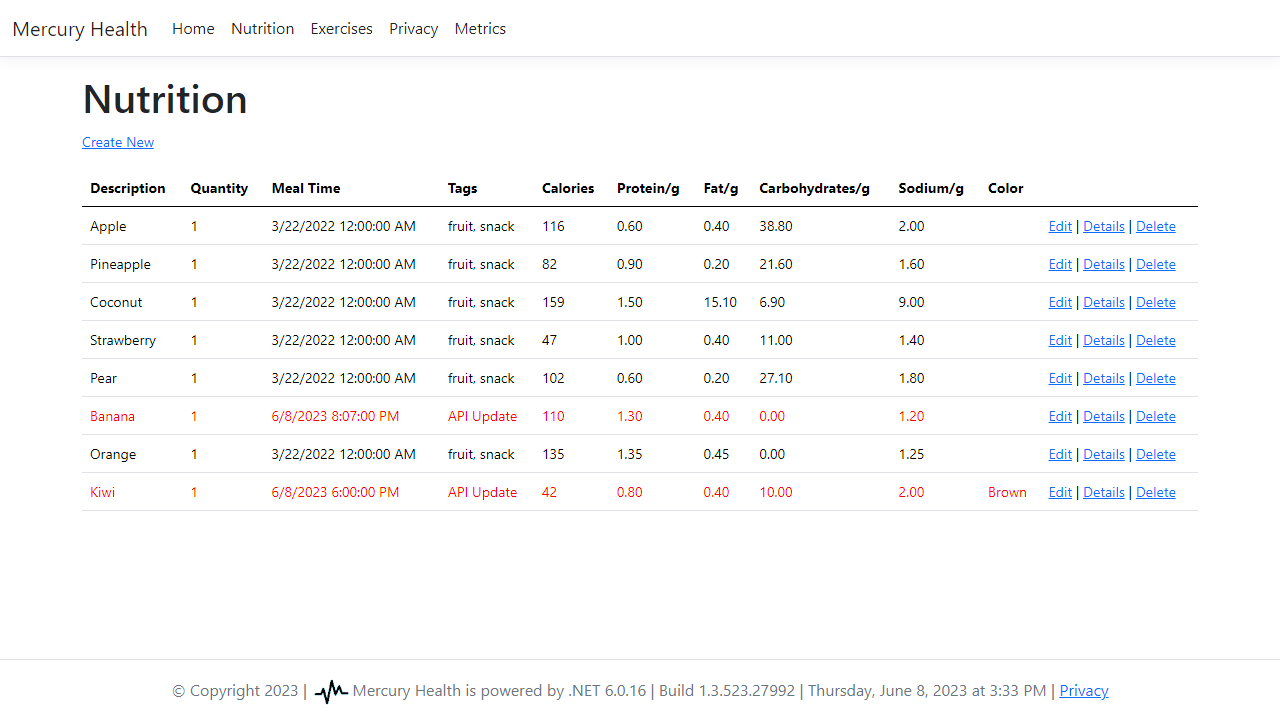 Mercury Health Home Nutrition Exercises Privacy Metrics
Nutrition
Create New
Description Quantity Meal Time Tags Calories Protein/g Fat/g Carbohydrates/g Sodium/g Color
Apple 1 3/22/2022 12:00:00 AM fruit, snack 116 0.60 0.40 38.80 2.00 Edit | Details | Delete
Pineapple 1 3/22/2022 12:00:00 AM fruit, snack 82 0.90 0.20 21.60 1.60 Edit | Details | Delete
Coconut 1 3/22/2022 12:00:00 AM fruit, snack 159 1.50 15.10 6.90 9.00 Edit | Details | Delete
Strawberry 1 3/22/2022 12:00:00 AM fruit, snack 47 1.00 0.40 11.00 1.40 Edit | Details | Delete
Pear 1 3/22/2022 12:00:00 AM fruit, snack 102 0.60 0.20 27.10 1.80 Edit | Details | Delete
Banana 1 6/8/2023 8:07:00 PM API Update 110 1.30 0.40 0.00 1.20 Edit | Details | Delete
Orange 1 3/22/2022 12:00:00 AM fruit, snack 135 1.35 0.45 0.00 1.25 Edit | Details | Delete
Kiwi 1 6/8/2023 6:00:00 PM API Update 42 0.80 0.40 10.00 2.00 Brown Edit | Details | Delete
© Copyright 2023 | Mercury Health is powered by .NET 6.0.16 | Build 1.3.523.27992 | Thursday, June 8, 2023 at 3:33 PM | Privacy